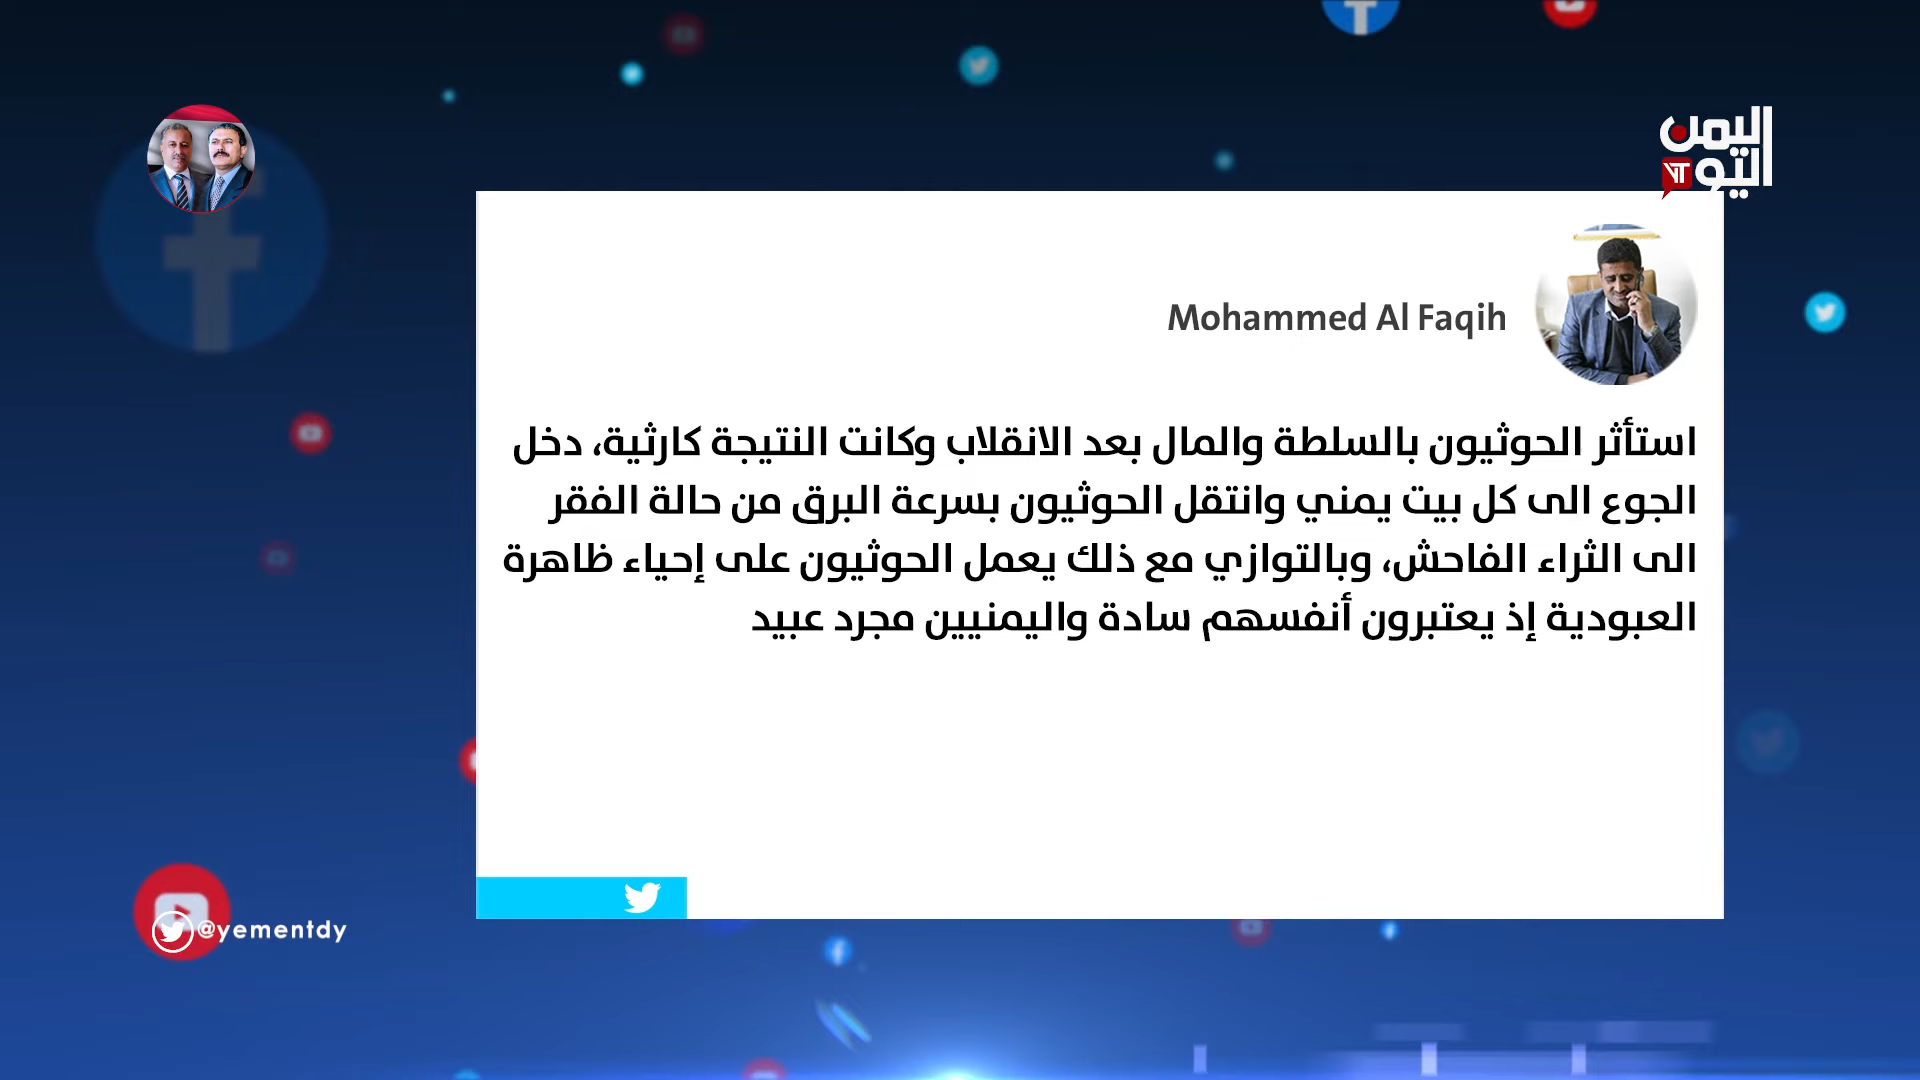 اليمن
اليوم
YT
Mohammed Al Faqih
استأثر الحوثيون بالسلطة والمال بعد الانقلاب وكانت النتيجة كارثية، دخل
الجوع الى كل بيت يمني وانتقل الحوثيون بسرعة البرق من حالة الفقر
الى الثراء الفاحش، وبالتوازي مع ذلك يعمل الحوثيون على إحياء ظاهرة
العبودية إذ يعتبرون أنفسهم سادة واليمنيين مجرد عبيد
@yementdy